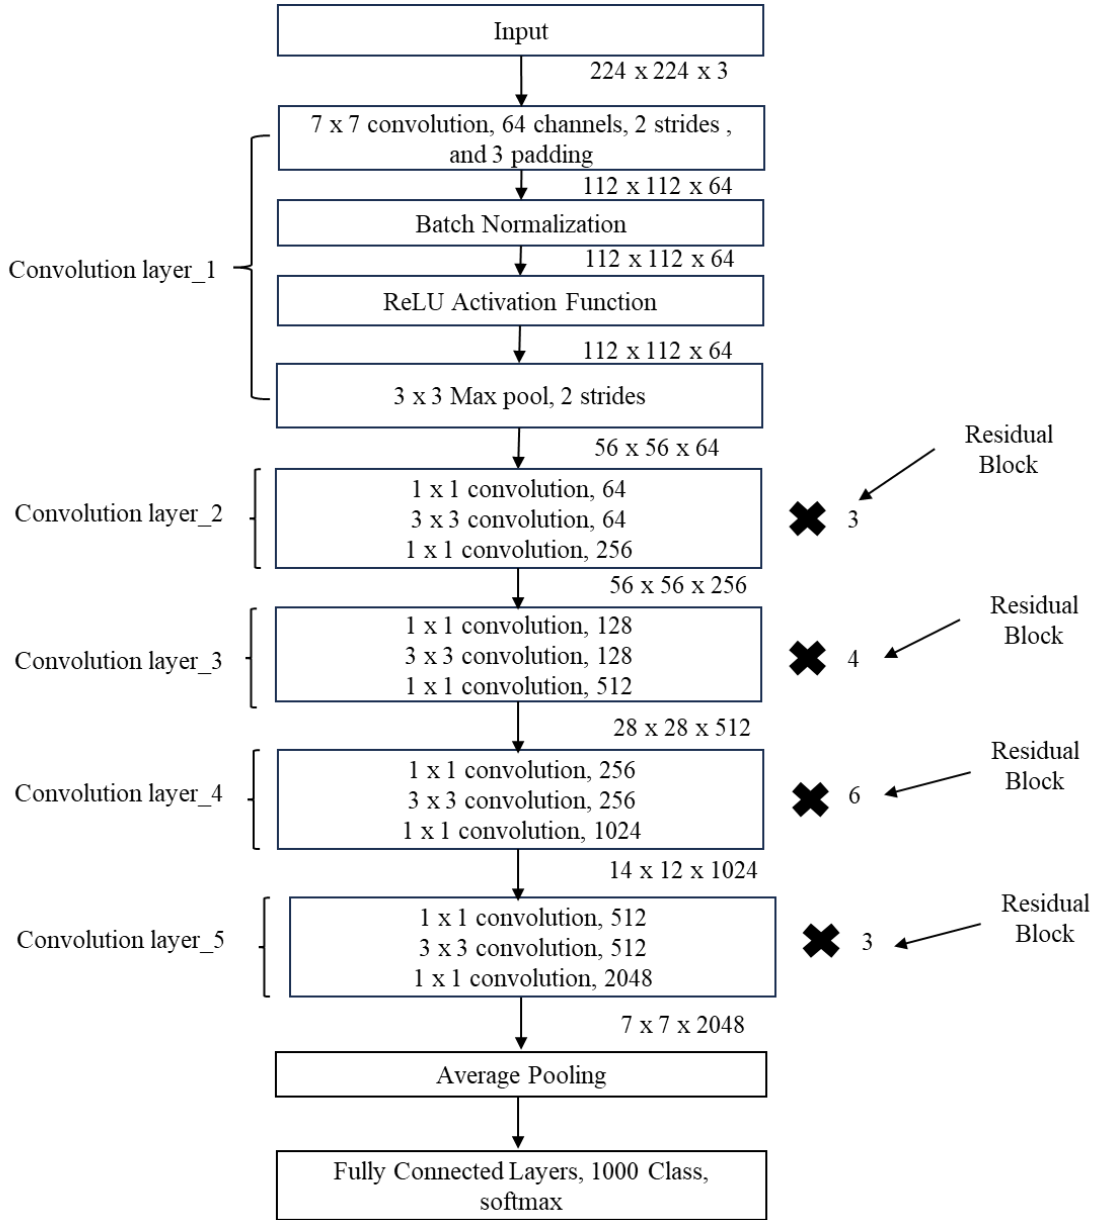 Input
224 x 224 x 3
7 x 7 convolution, 64 channels, 2 strides ,
and 3 padding
112 x 112 x 64
Batch Normalization
112 x 112 x 64
Convolution layer_1
ReLU Activation Function
112 x 112 x 64
3 x 3 Max pool, 2 strides
56 x 56 x 64
Residual
Block
Convolution layer_2
1 x 1 convolution, 64
3 x 3 convolution, 64
1 x 1 convolution, 256
3
56 x 56 x 256
Residual
Block
Convolution layer_3
1 x 1 convolution, 128
3 x 3 convolution, 128
1 x 1 convolution, 512
4
28 x 28 x 512
Residual
Block
Convolution layer_4
1 x 1 convolution, 256
3 x 3 convolution, 256
1 x 1 convolution, 1024
6
14 x 12 x 1024
Residual
Block
Convolution layer_5
1 x 1 convolution, 512
3 x 3 convolution, 512
1 x 1 convolution, 2048
3
7 x 7 x 2048
Average Pooling
Fully Connected Layers, 1000 Class,
softmax